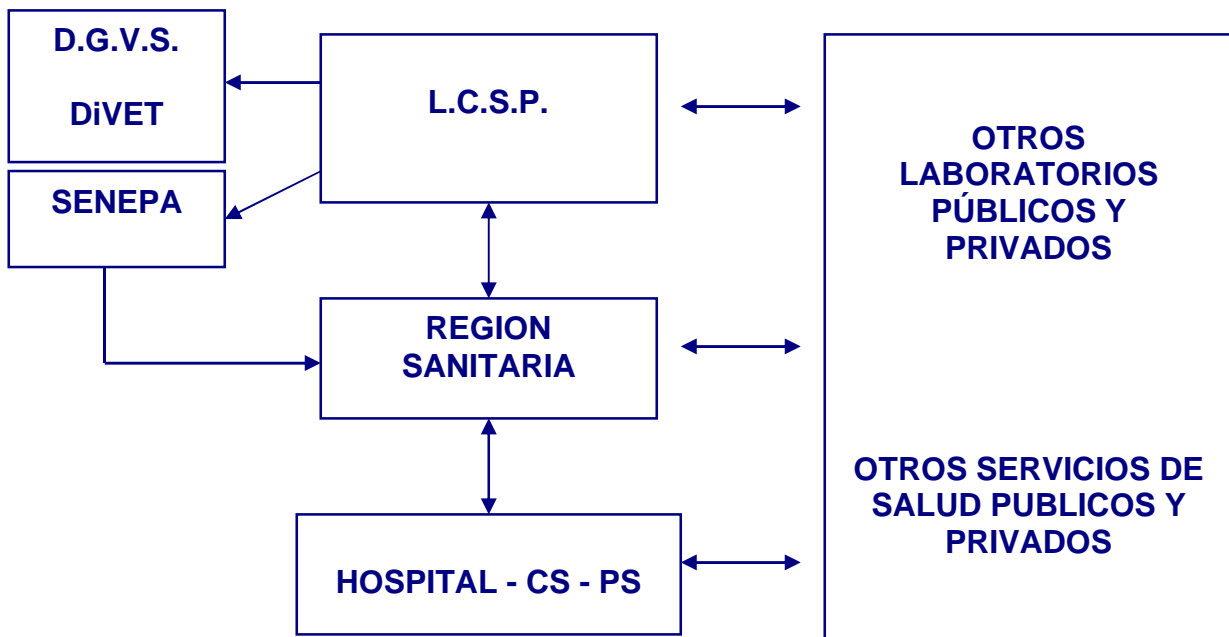 D.G.V.S.
DiVET
SENEPA
L.C.S.P.
REGION
SANITARIA
HOSPITAL - CS - PS
OTROS
LABORATORIOS
PÚBLICOS Y
PRIVADOS
OTROS SERVICIOS DE
SALUD PUBLICOS Y
PRIVADOS